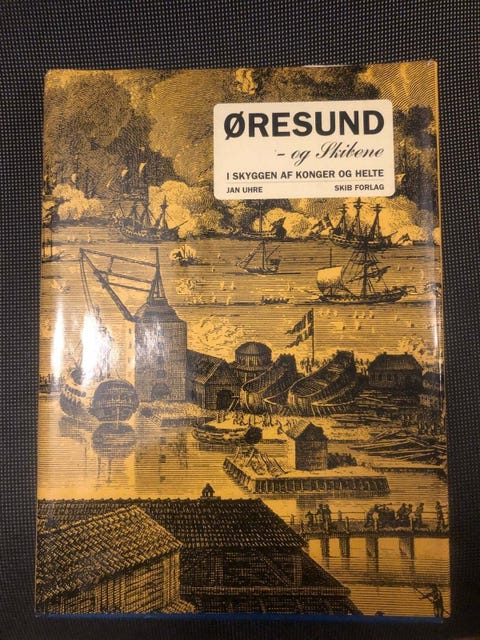 ØRESUND
- og Skibene
I SKYGGEN AF KONGER OG HELTE
JAN UHRE SKIB FORLAG